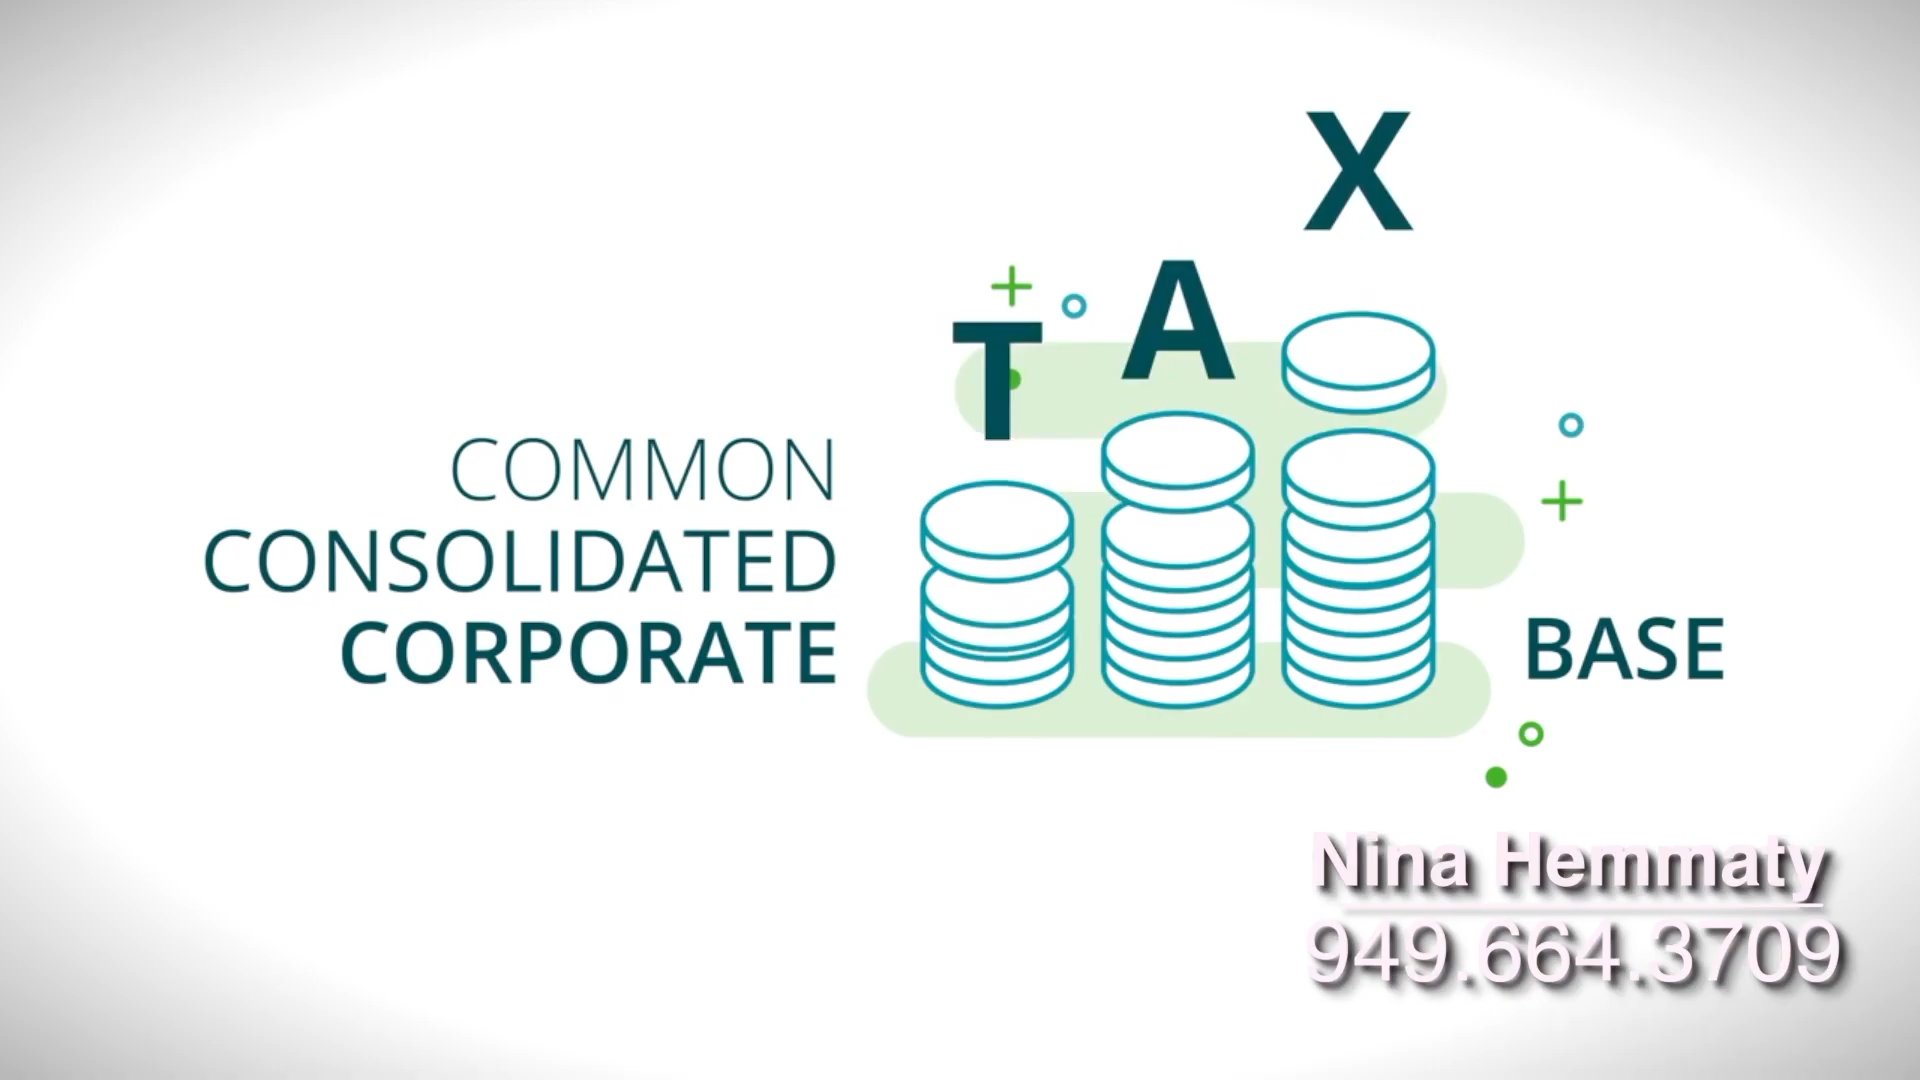 COMMON
CONSOLIDATED
CORPORATE
TAX
BASE
Nina Hemmaty
949.664.3709